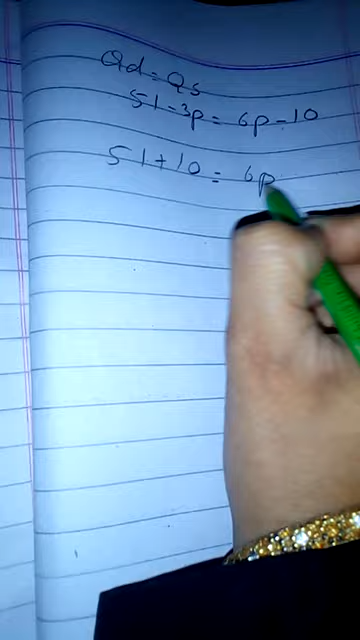 Qd = Qs
51 - 3p = 6p - 10
51 + 10 = 6p